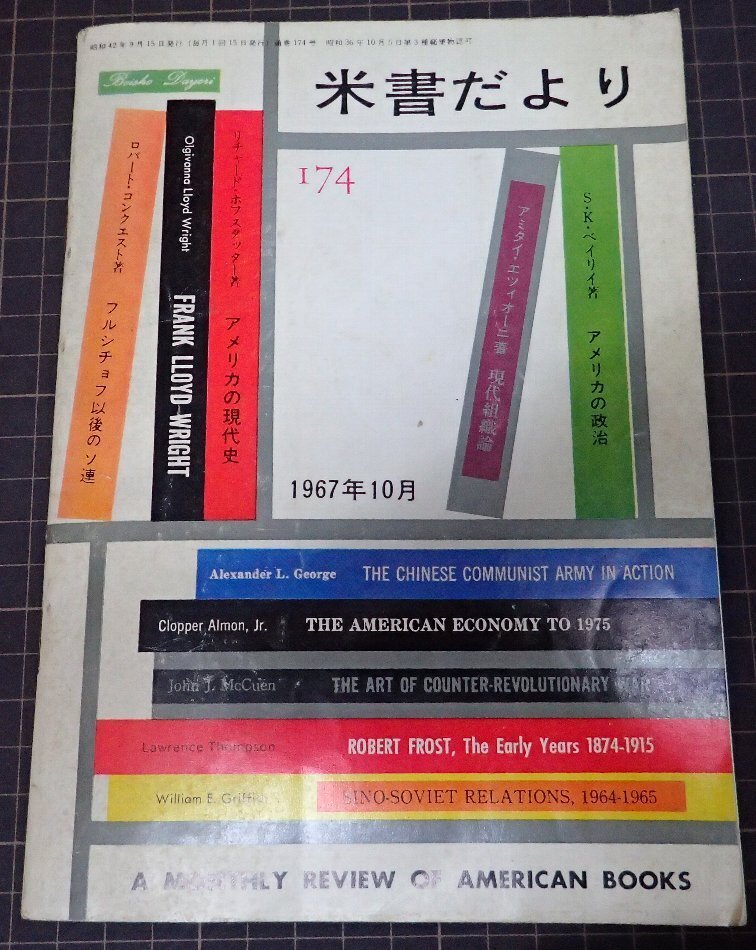 昭和42年9月15日発行(毎月1回15日発行)通巻174号 昭和36年10月5日第3種郵便物認可
Beisho Dayori
米書だより
174
ロバート・コンクエスト著 フルシチョフ以後のソ連
Olgivanna Lloyd Wright FRANK LLOYD WRIGHT
リチャード・ホフスタッター著 アメリカの現代史
アミタイ・エツィオーニ著 現代組織論
S・K・ベイリイ著 アメリカの政治
1967年10月
Alexander L. George THE CHINESE COMMUNIST ARMY IN ACTION
Clopper Almon, Jr. THE AMERICAN ECONOMY TO 1975
John J. McCuen THE ART OF COUNTER-REVOLUTIONARY WAR
Lawrence Thompson ROBERT FROST, The Early Years 1874-1915
William E. Griffith SINO-SOVIET RELATIONS, 1964-1965
A MONTHLY REVIEW OF AMERICAN BOOKS